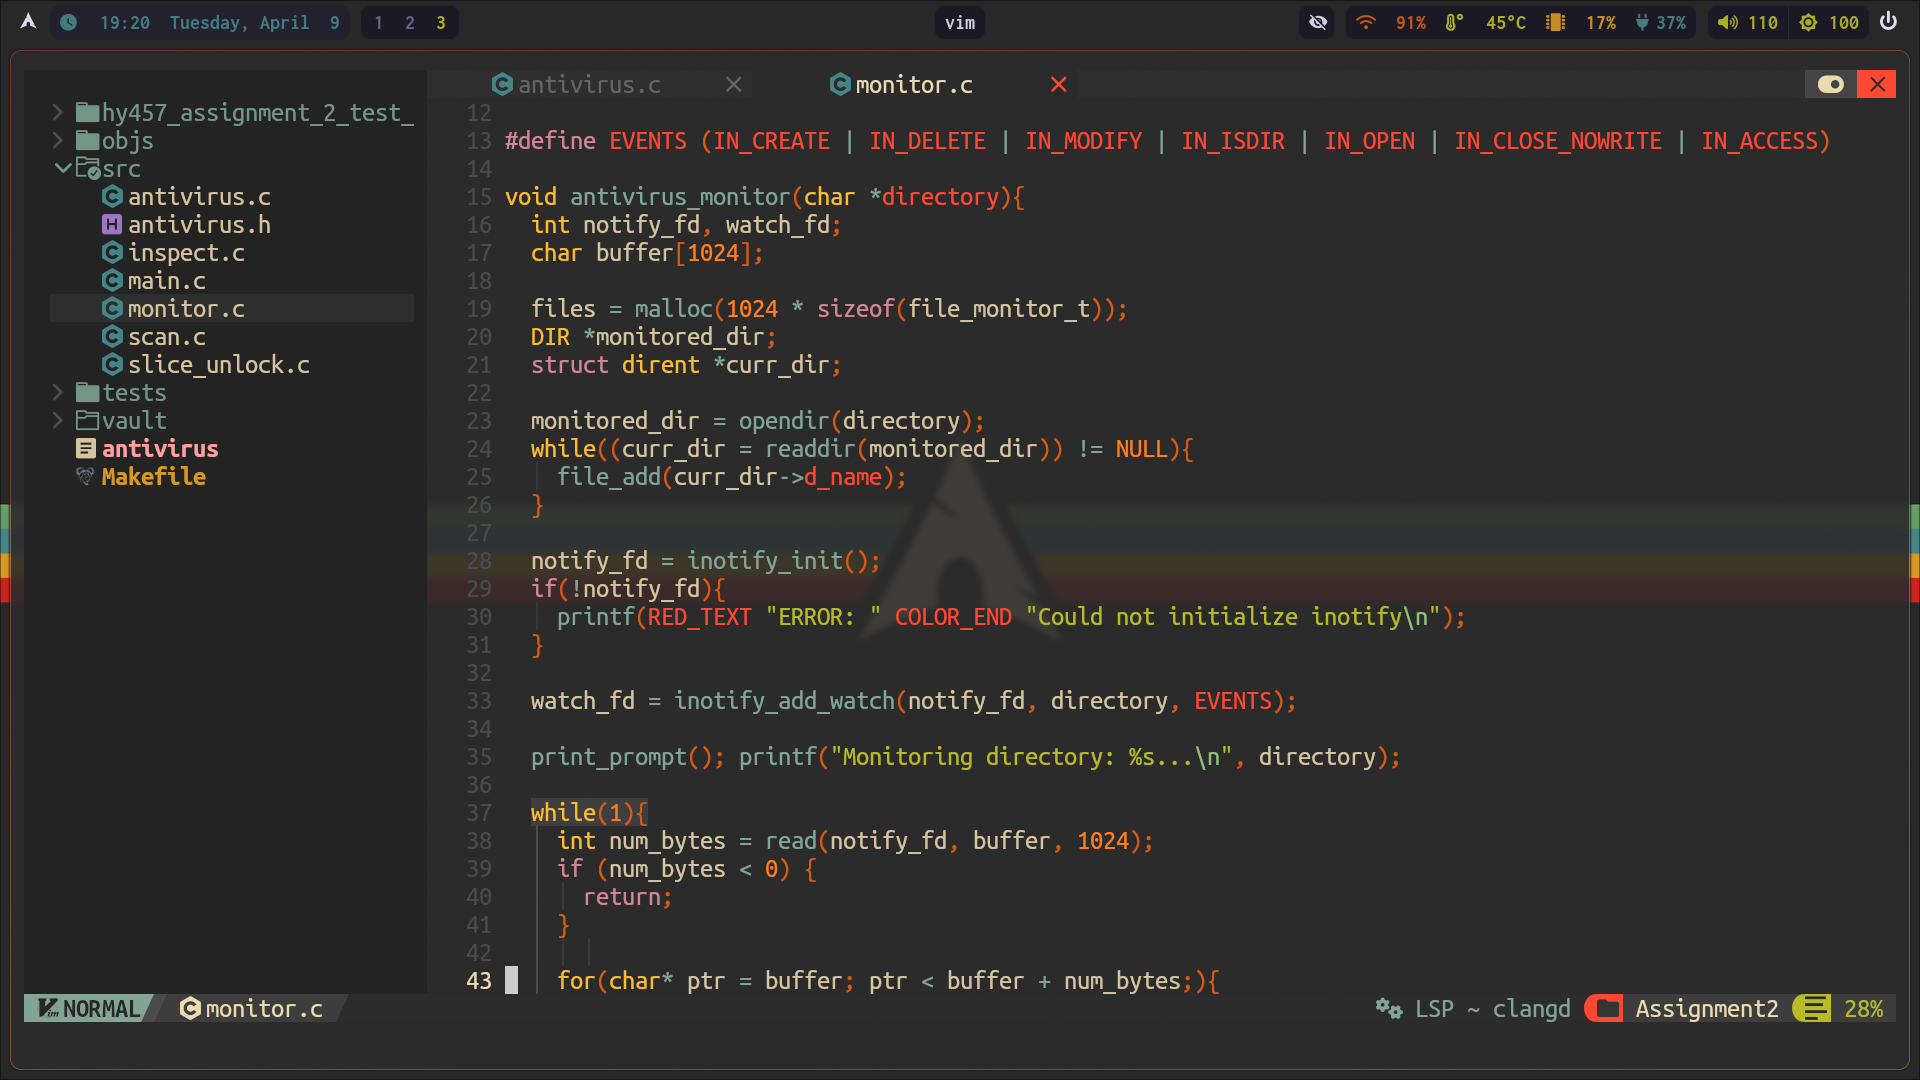 19:20 Tuesday, April 9 1 2 3 vim 91% 45°C 17% 37% 110 100
antivirus.c monitor.c
hy457_assignment_2_test_
objs
src
antivirus.c
antivirus.h
inspect.c
main.c
monitor.c
scan.c
slice_unlock.c
tests
vault
antivirus
Makefile
12
13 #define EVENTS (IN_CREATE | IN_DELETE | IN_MODIFY | IN_ISDIR | IN_OPEN | IN_CLOSE_NOWRITE | IN_ACCESS)
14
15 void antivirus_monitor(char *directory){
16 int notify_fd, watch_fd;
17 char buffer[1024];
18
19 files = malloc(1024 * sizeof(file_monitor_t));
20 DIR *monitored_dir;
21 struct dirent *curr_dir;
22
23 monitored_dir = opendir(directory);
24 while((curr_dir = readdir(monitored_dir)) != NULL){
25 file_add(curr_dir->d_name);
26 }
27
28 notify_fd = inotify_init();
29 if(!notify_fd){
30 printf(RED_TEXT "ERROR: " COLOR_END "Could not initialize inotify\n");
31 }
32
33 watch_fd = inotify_add_watch(notify_fd, directory, EVENTS);
34
35 print_prompt(); printf("Monitoring directory: %s...\n", directory);
36
37 while(1){
38 int num_bytes = read(notify_fd, buffer, 1024);
39 if (num_bytes < 0) {
40 return;
41 }
42
43 for(char* ptr = buffer; ptr < buffer + num_bytes;){
NORMAL monitor.c LSP ~ clangd Assignment2 28%